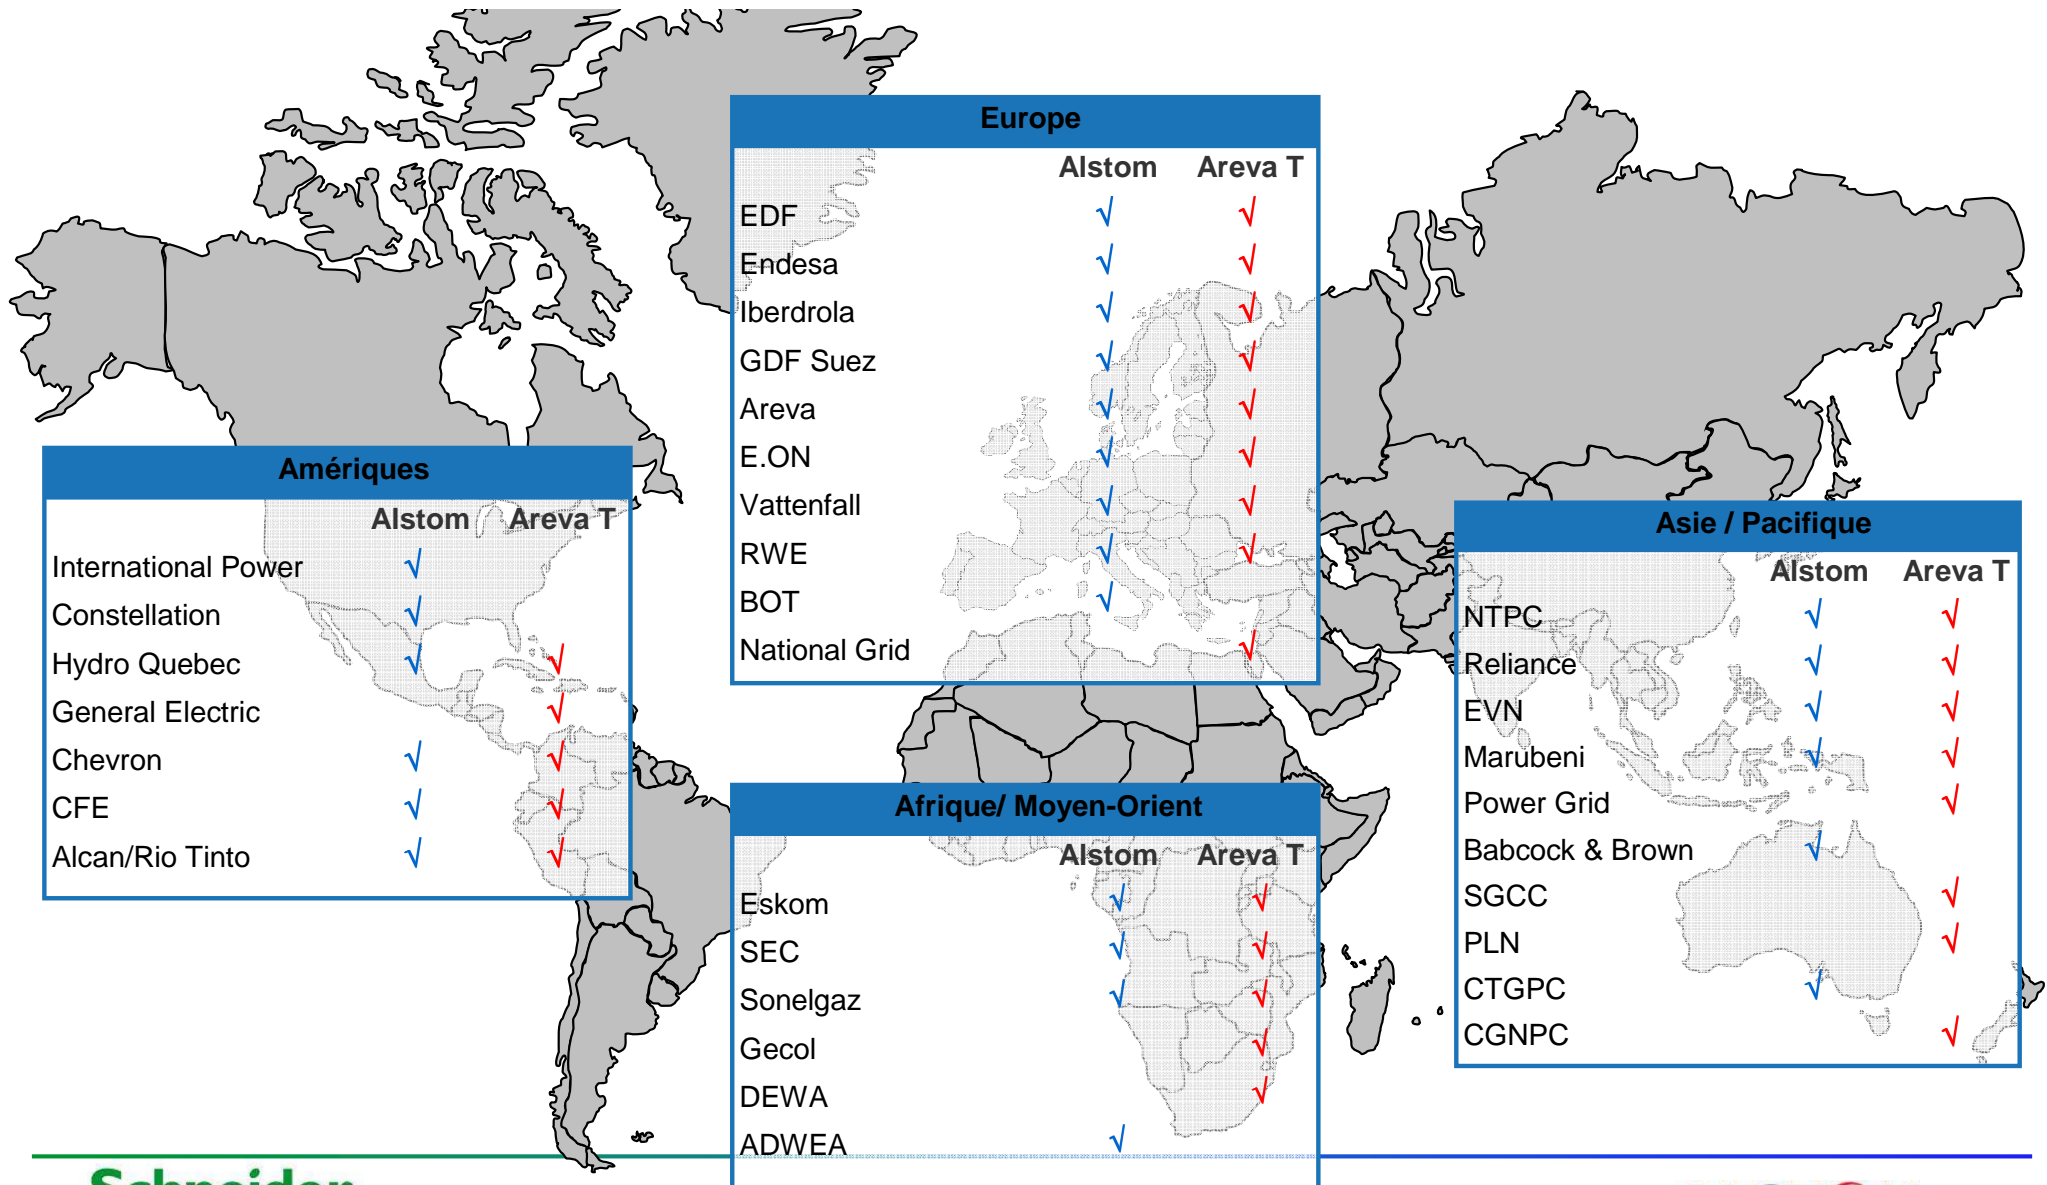 Europe
Alstom Areva T
EDF √ √
Endesa √ √
Iberdrola √ √
GDF Suez √ √
Areva √ √
E.ON √ √
Vattenfall √ √
RWE √ √
BOT √
National Grid √
Amériques
Alstom Areva T
International Power √
Constellation √
Hydro Quebec √ √
General Electric √
Chevron √ √
CFE √ √
Alcan/Rio Tinto √ √
Asie / Pacifique
Alstom Areva T
NTPC √ √
Reliance √ √
EVN √ √
Marubeni √ √
Power Grid √
Babcock & Brown √
SGCC √
PLN √
CTGPC √
CGNPC √
Afrique/ Moyen-Orient
Alstom Areva T
Eskom √ √
SEC √ √
Sonelgaz √ √
Gecol √
DEWA √
ADWEA √
Schneider